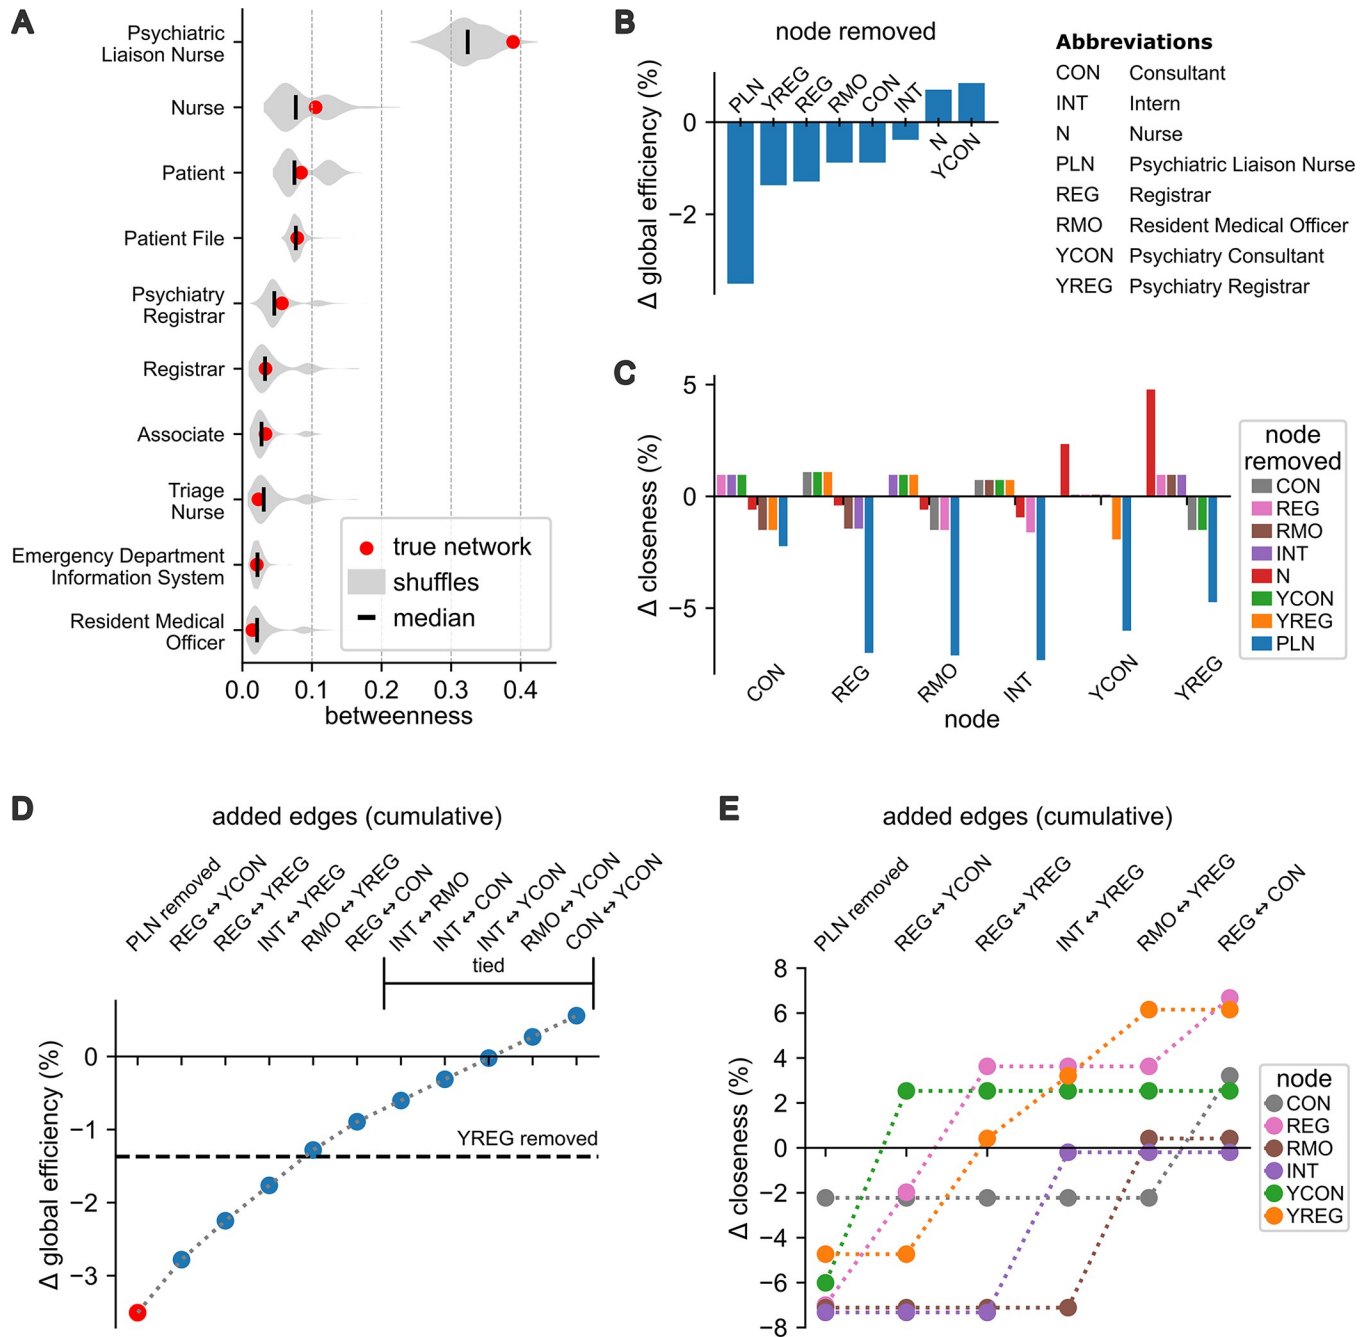 A
Psychiatric
Liaison Nurse
Nurse
Patient
Patient File
Psychiatry
Registrar
Registrar
Associate
Triage
Nurse
Emergency Department
Information System
Resident Medical
Officer
true network
shuffles
median
0.0 0.1 0.2 0.3 0.4
betweenness
B
node removed
Δ global efficiency (%)
0
−2
PLN
YREG
REG
RMO
CON
INT
N
YCON
Abbreviations
CON Consultant
INT Intern
N Nurse
PLN Psychiatric Liaison Nurse
REG Registrar
RMO Resident Medical Officer
YCON Psychiatry Consultant
YREG Psychiatry Registrar
C
Δ closeness (%)
5
0
−5
CON
REG
RMO
INT
YCON
YREG
node
node
removed
CON
REG
RMO
INT
N
YCON
YREG
PLN
D
added edges (cumulative)
PLN removed
REG ↔ YCON
REG ↔ YREG
INT ↔ YREG
RMO ↔ YREG
REG ↔ CON
INT ↔ RMO
INT ↔ CON
INT ↔ YCON
RMO ↔ YCON
CON ↔ YCON
tied
Δ global efficiency (%)
0
−1
−2
−3
YREG removed
E
added edges (cumulative)
PLN removed
REG ↔ YCON
REG ↔ YREG
INT ↔ YREG
RMO ↔ YREG
REG ↔ CON
Δ closeness (%)
8
6
4
2
0
−2
−4
−6
−8
node
CON
REG
RMO
INT
YCON
YREG